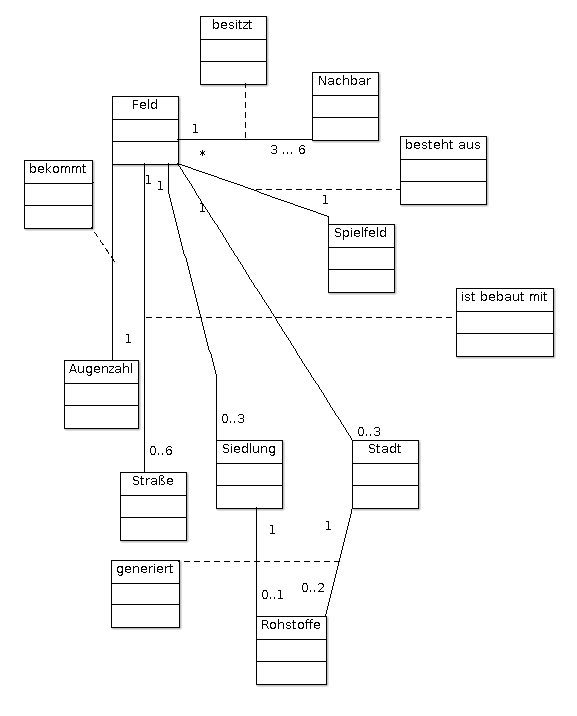 besitzt
Nachbar
Feld
1
*
3 ... 6
besteht aus
bekommt
1
1
1
1
Spielfeld
ist bebaut mit
1
Augenzahl
0..3
0..3
0..6
Siedlung
Stadt
Straße
1
1
generiert
0..1
0..2
Rohstoffe